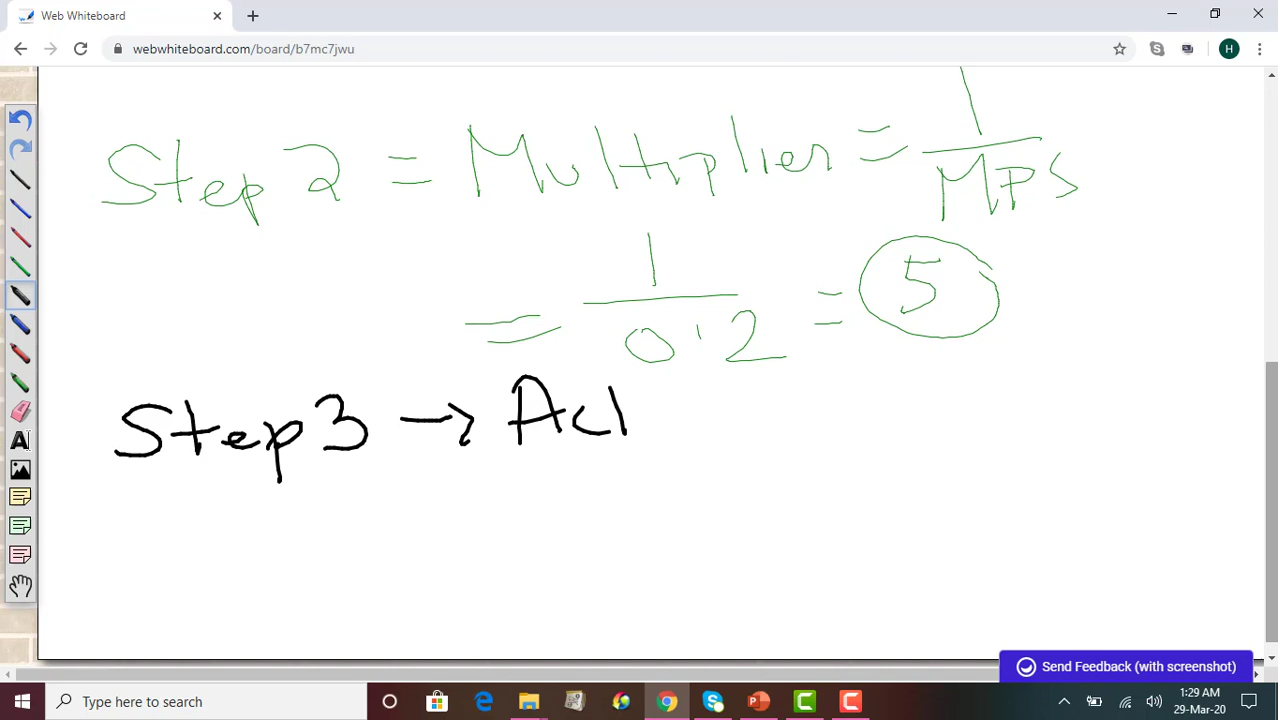 Web Whiteboard
webwhiteboard.com/board/b7mc7jwu
H
Step 2 = Multiplier = 1
MPS
= 1 = 5
0.2
Step 3 → Act
A
Send Feedback (with screenshot)
Type here to search
1:29 AM
29-Mar-20